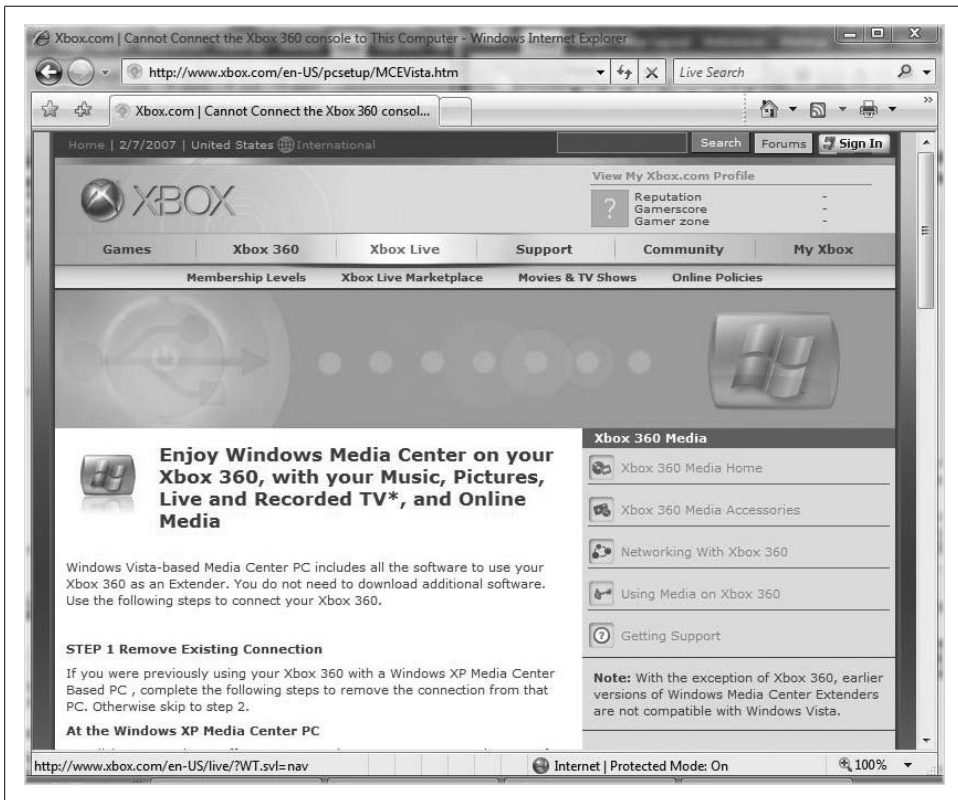 Xbox.com | Cannot Connect the Xbox 360 console to This Computer - Windows Internet Explorer
http://www.xbox.com/en-US/pcsetup/MCEVista.htm
Live Search
Xbox.com | Cannot Connect the Xbox 360 consol...
Home | 2/7/2007 | United States International
Search
Forums
Sign In
XBOX
View My Xbox.com Profile
?
Reputation -
Gamerscore -
Gamer zone -
Games Xbox 360 Xbox Live Support Community My Xbox
Membership Levels Xbox Live Marketplace Movies & TV Shows Online Policies
Enjoy Windows Media Center on your
Xbox 360, with your Music, Pictures,
Live and Recorded TV*, and Online
Media
Windows Vista-based Media Center PC includes all the software to use your
Xbox 360 as an Extender. You do not need to download additional software.
Use the following steps to connect your Xbox 360.
STEP 1 Remove Existing Connection
If you were previously using your Xbox 360 with a Windows XP Media Center
Based PC , complete the following steps to remove the connection from that
PC. Otherwise skip to step 2.
At the Windows XP Media Center PC
Xbox 360 Media
Xbox 360 Media Home
Xbox 360 Media Accessories
Networking With Xbox 360
Using Media on Xbox 360
Getting Support
Note: With the exception of Xbox 360, earlier
versions of Windows Media Center Extenders
are not compatible with Windows Vista.
http://www.xbox.com/en-US/live/?WT.svl=nav
Internet | Protected Mode: On
100%